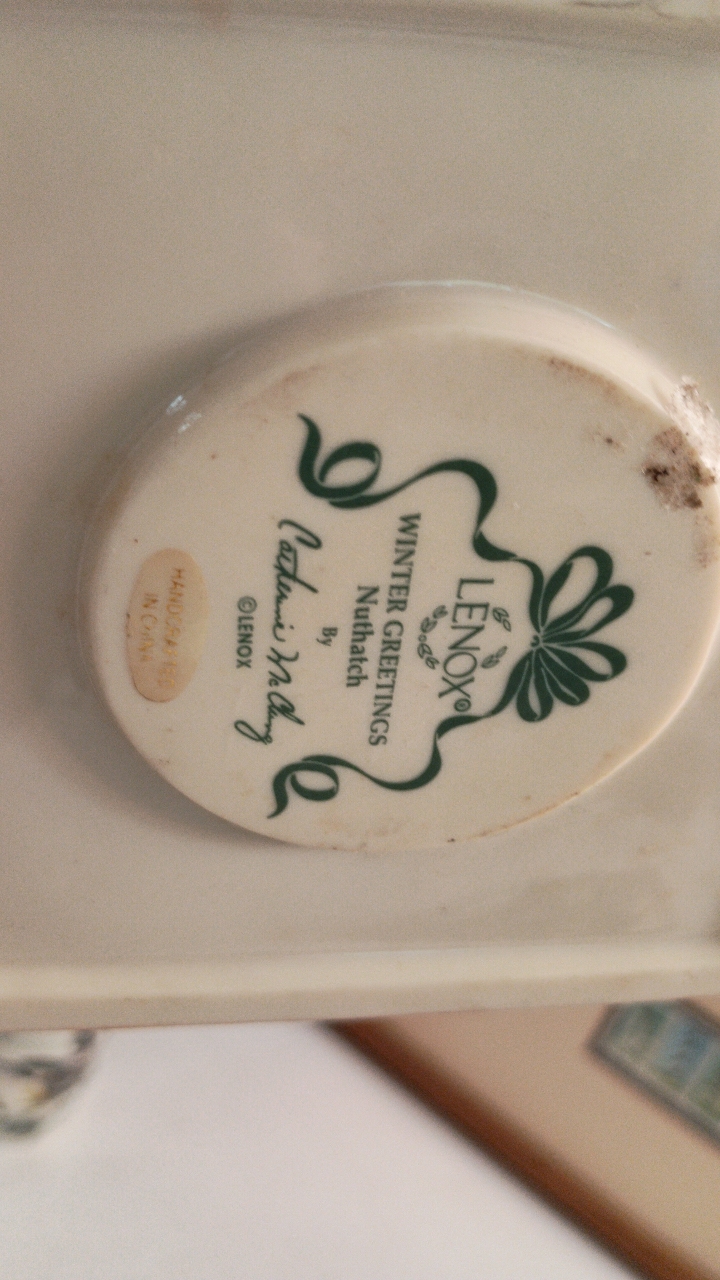 LENOX®
WINTER GREETINGS
Nuthatch
By
Catherine McClung
©LENOX
HANDCRAFTED
IN CHINA